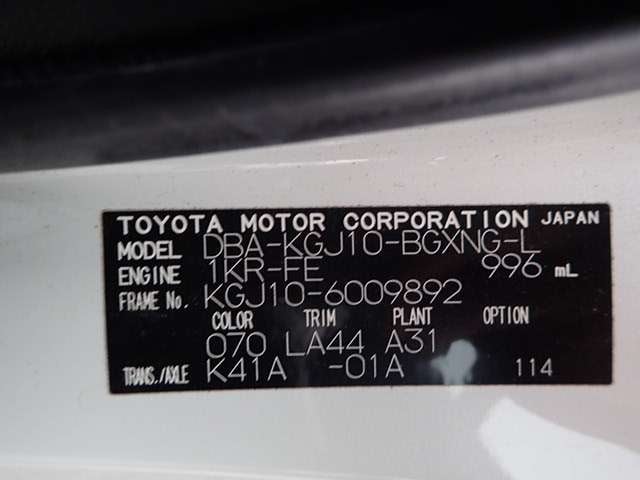 TOYOTA MOTOR CORPORATION JAPAN
MODEL DBA-KGJ10-BGXNG-L
ENGINE 1KR-FE 996 mL
FRAME No. KGJ10-6009892
COLOR TRIM PLANT OPTION
070 LA44 A31
TRANS./AXLE K41A -01A 114